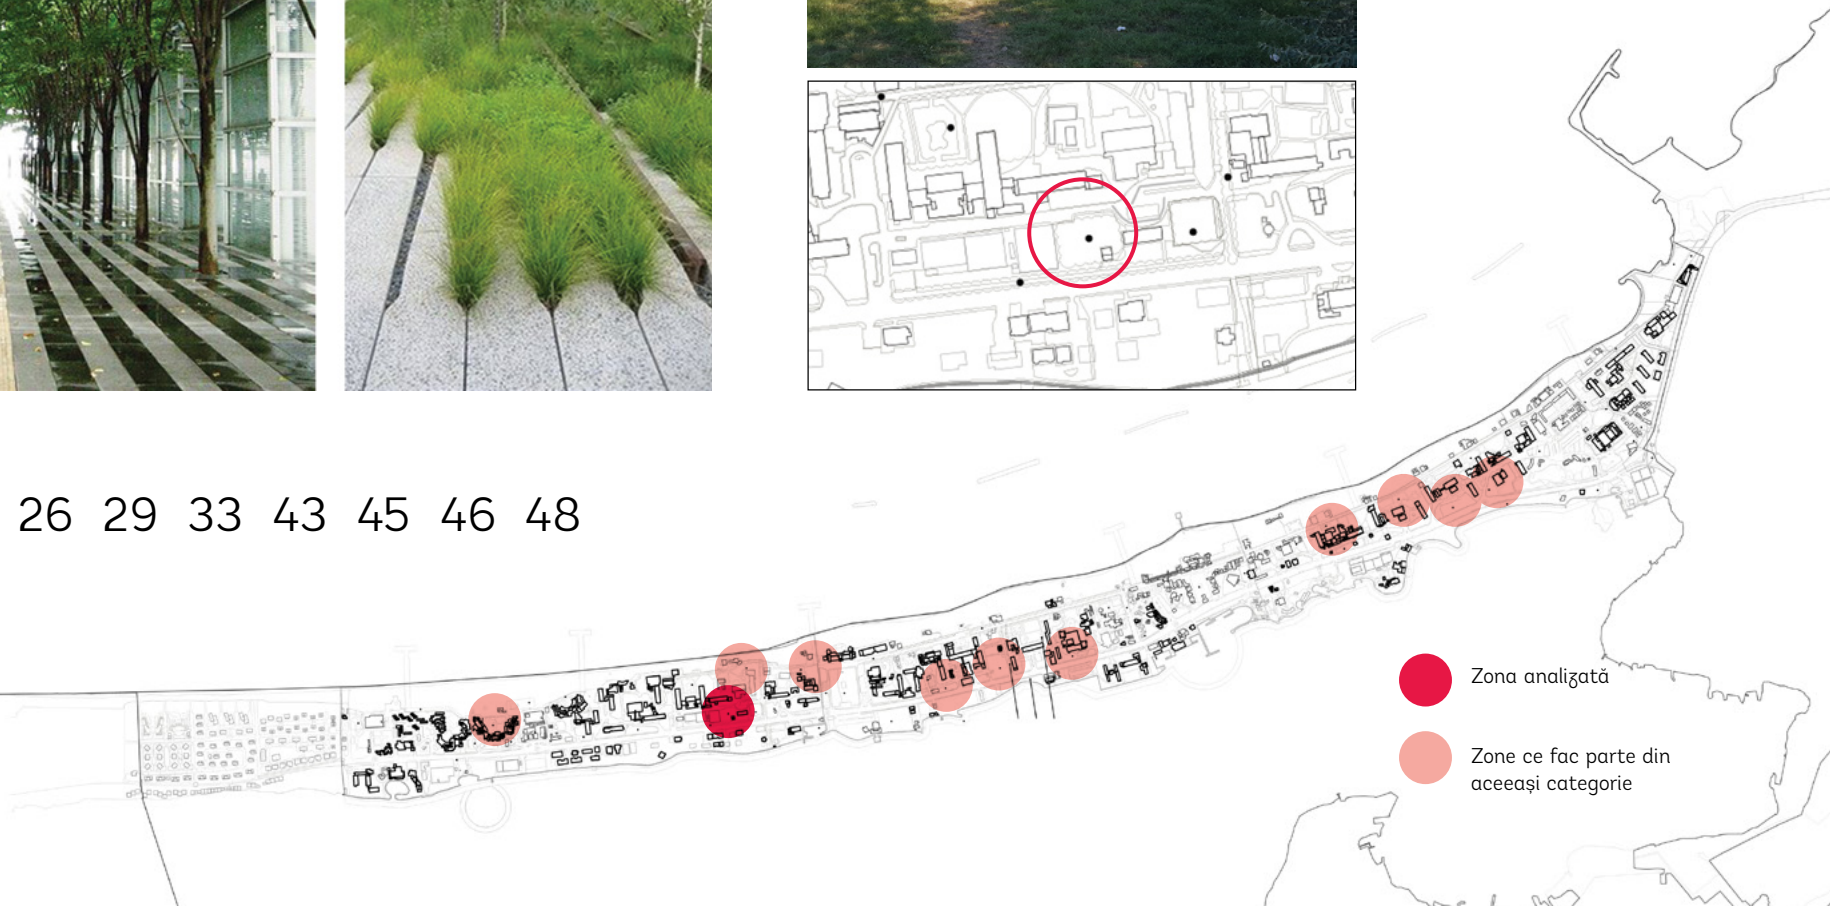 26 29 33 43 45 46 48
Zona analizată
Zone ce fac parte din
aceeași categorie